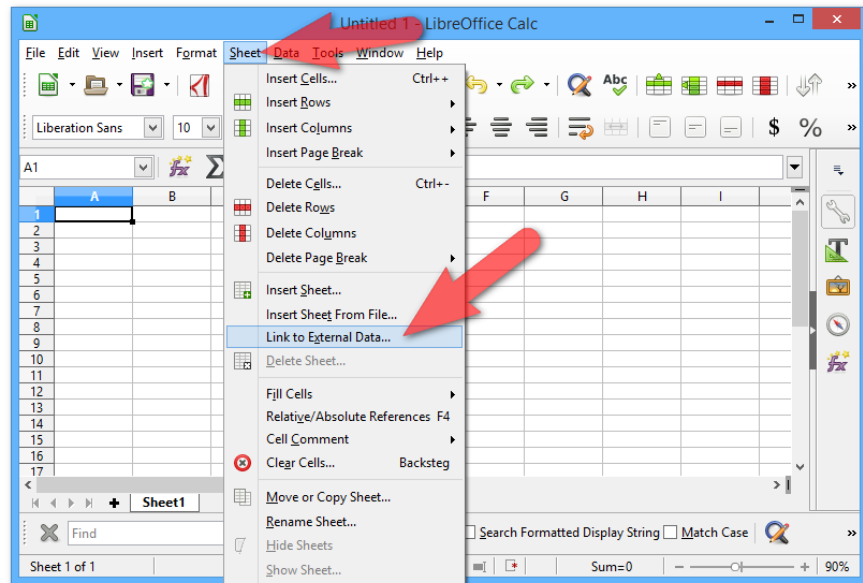 Untitled 1 - LibreOffice Calc
File Edit View Insert Format Sheet Data Tools Window Help
Insert Cells... Ctrl++
Abc
Insert Rows
Liberation Sans 10 Insert Columns $ % »
Insert Page Break
A1
Delete Cells... Ctrl+-
A B F G H I
Delete Rows
1
2
Delete Columns
3
Delete Page Break
4
5
Insert Sheet...
6
Insert Sheet From File...
7
8
Link to External Data...
9
10
Delete Sheet...
11
12
Fill Cells
13
Relative/Absolute References F4
14
Cell Comment
15
16
Clear Cells... Backsteg
17
Sheet1
Move or Copy Sheet...
Rename Sheet...
Find Search Formatted Display String Match Case »
Hide Sheets
Sheet 1 of 1 Sum=0 90%
Show Sheet...